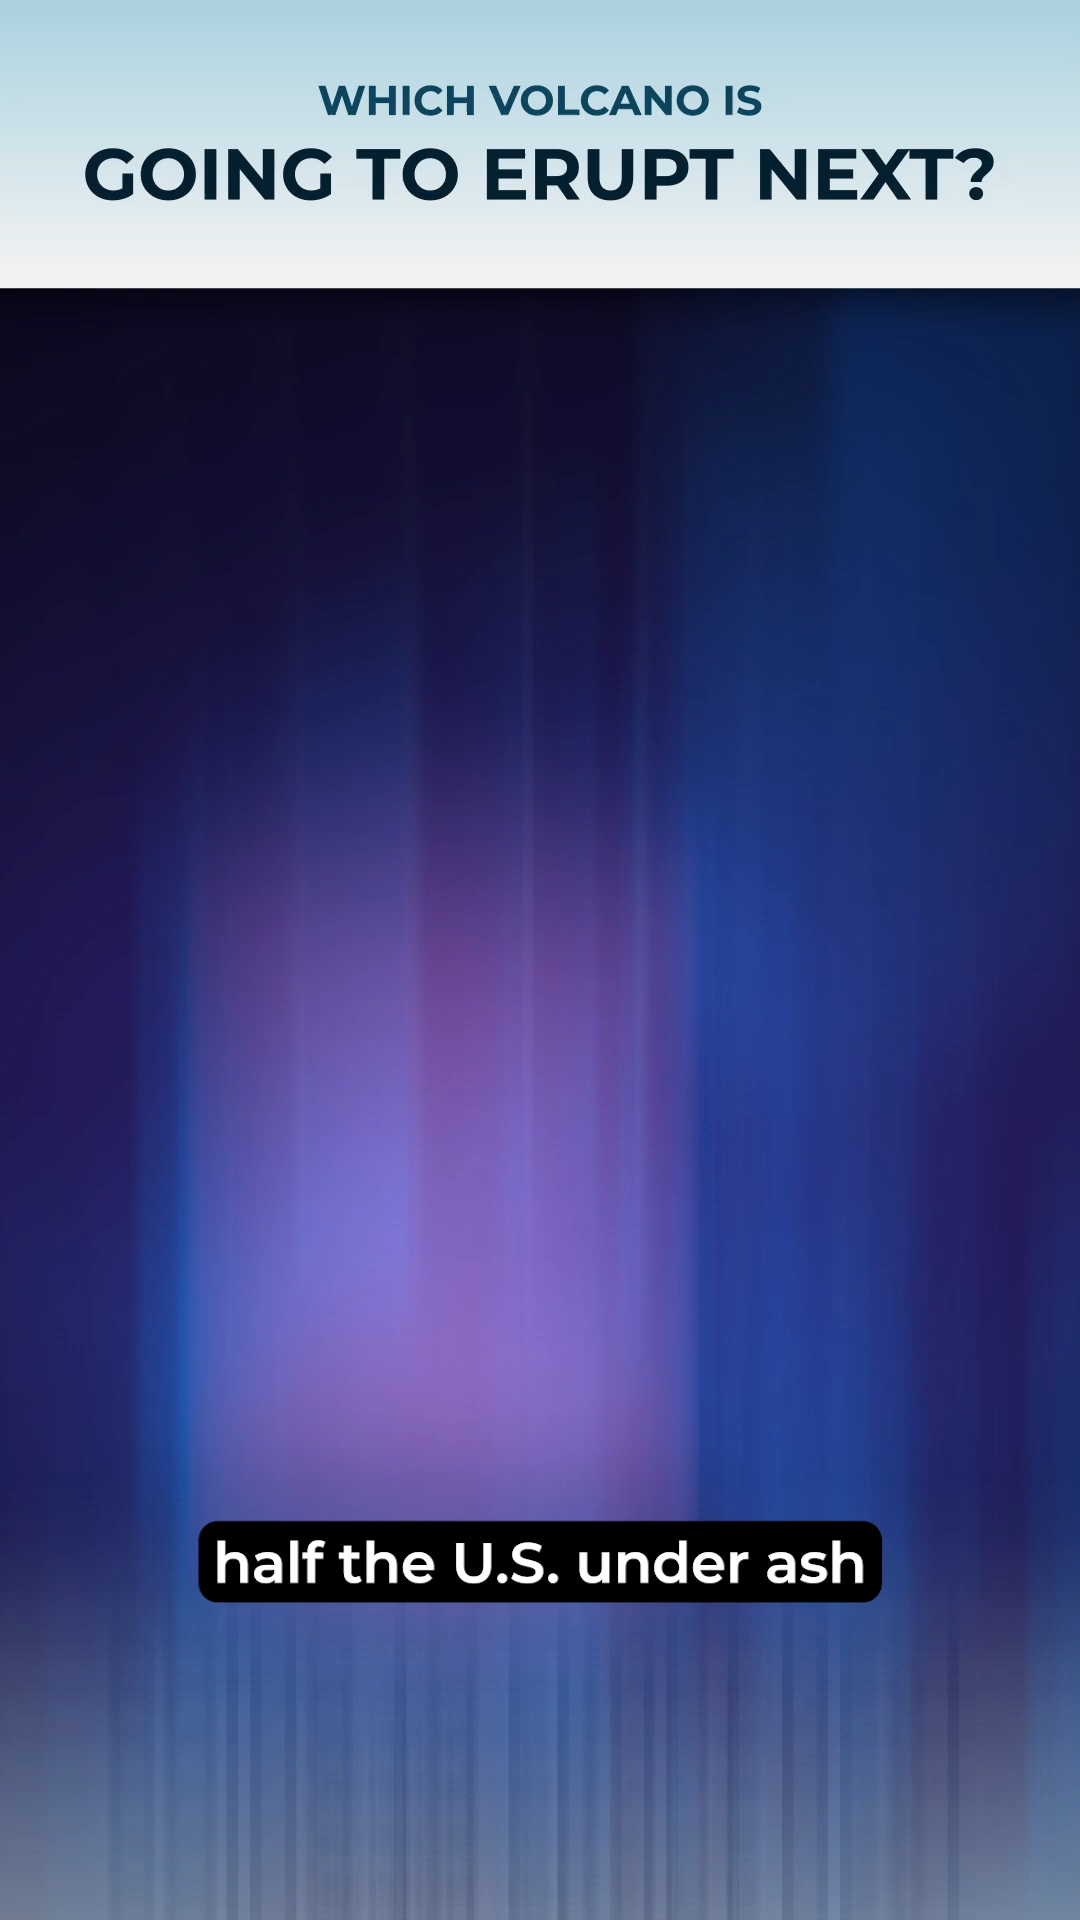 WHICH VOLCANO IS
GOING TO ERUPT NEXT?
half the U.S. under ash